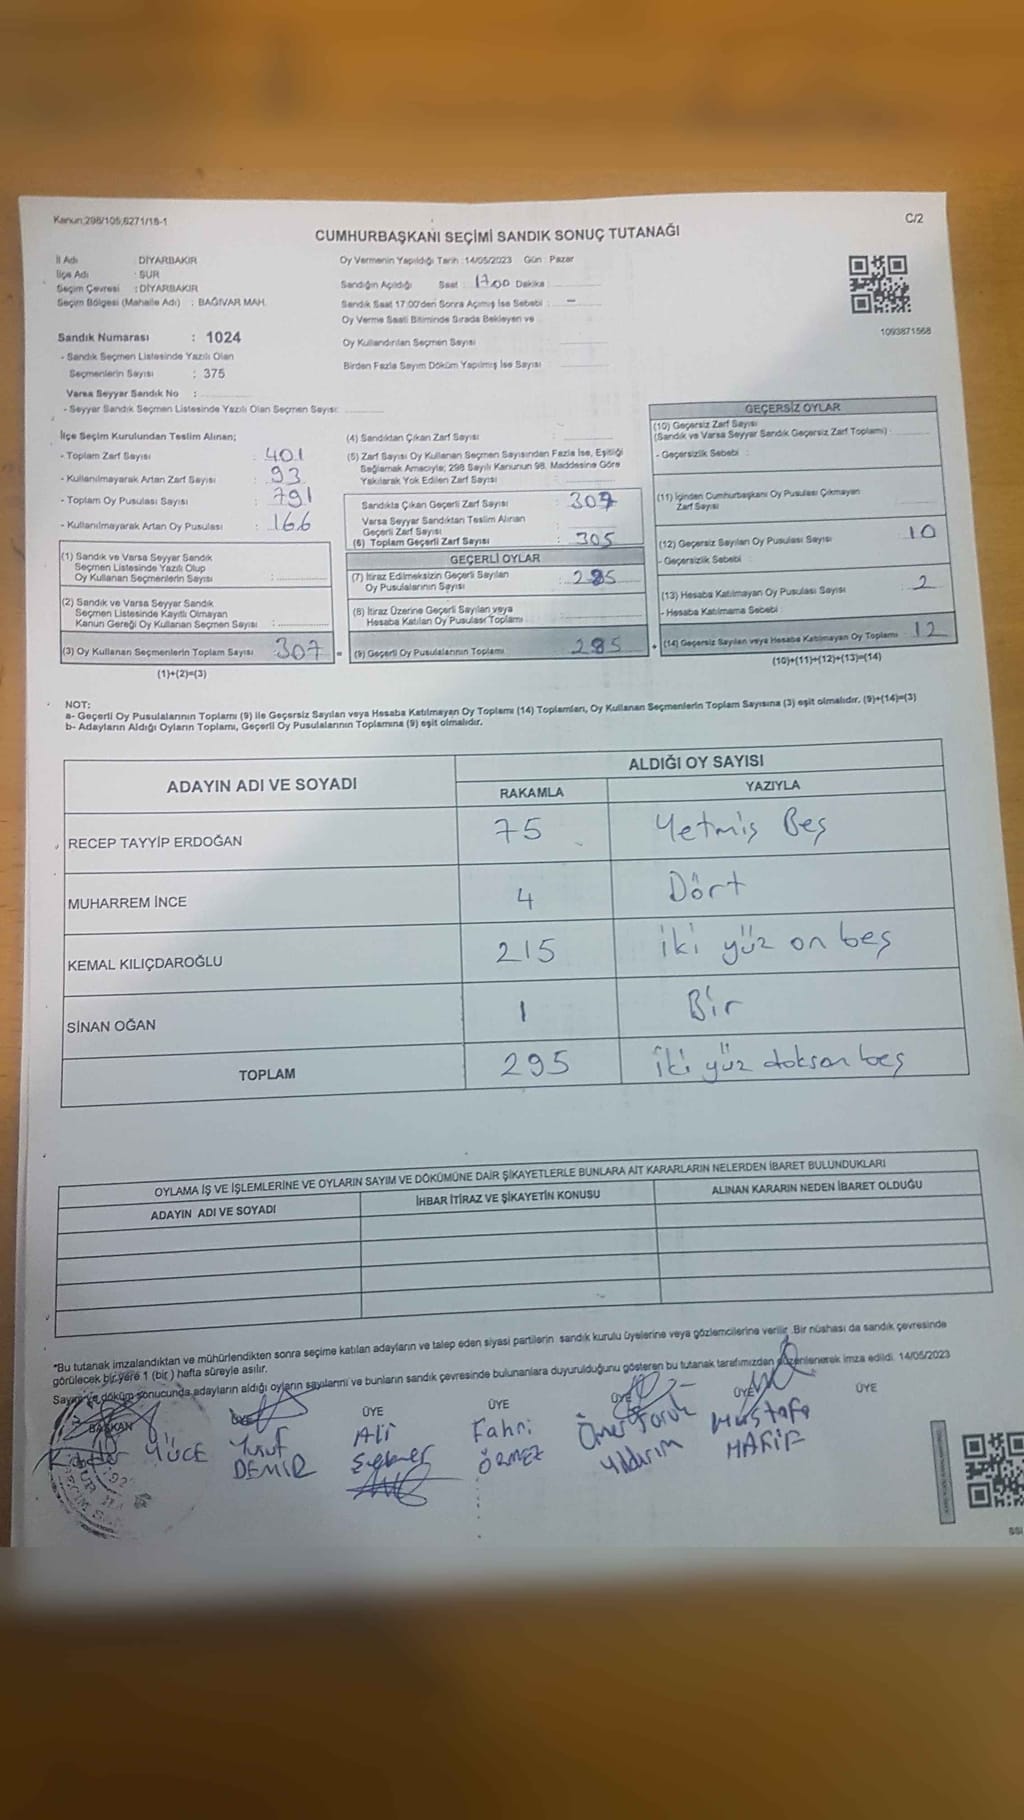 Kanun;298/105,6271/18-1
C/2
CUMHURBAŞKANI SEÇİMİ SANDIK SONUÇ TUTANAĞI
İl Adı : DİYARBAKIR
İlçe Adı : SUR
Seçim Çevresi : DİYARBAKIR
Seçim Bölgesi (Mahalle Adı) : BAĞIVAR MAH.
Sandık Numarası : 1024
- Sandık Seçmen Listesinde Yazılı Olan
Seçmenlerin Sayısı : 375
Varsa Seyyar Sandık No :
- Seyyar Sandık Seçmen Listesinde Yazılı Olan Seçmen Sayısı:
Oy Vermenin Yapıldığı Tarih :14/05/2023 Gün : Pazar
Sandığın Açıldığı Saat : 17 00 Dakika :
Sandık Saat 17:00'den Sonra Açmış İse Sebebi : -
Oy Verme Saati Bitiminde Sırada Bekleyen ve
Oy Kullandırılan Seçmen Sayısı
Birden Fazla Sayım Döküm Yapılmış İse Sayısı
1093871568
İlçe Seçim Kurulundan Teslim Alınan;
- Toplam Zarf Sayısı : 401
- Kullanılmayarak Artan Zarf Sayısı : 93
- Toplam Oy Pusulası Sayısı : 791
- Kullanılmayarak Artan Oy Pusulası : 166
(1) Sandık ve Varsa Seyyar Sandık
Seçmen Listesinde Yazılı Olup
Oy Kullanan Seçmenlerin Sayısı :
(2) Sandık ve Varsa Seyyar Sandık
Seçmen Listesinde Kayıtlı Olmayan
Kanun Gereği Oy Kullanan Seçmen Sayısı :
(3) Oy Kullanan Seçmenlerin Toplam Sayısı 307 =
(1)+(2)=(3)
(4) Sandıktan Çıkan Zarf Sayısı :
(5) Zarf Sayısı Oy Kullanan Seçmen Sayısından Fazla İse, Eşitliği
Sağlamak Amacıyla; 298 Sayılı Kanunun 98. Maddesine Göre
Yakılarak Yok Edilen Zarf Sayısı
Sandıkta Çıkan Geçerli Zarf Sayısı : 307
Varsa Seyyar Sandıktan Teslim Alınan
Geçerli Zarf Sayısı
(6) Toplam Geçerli Zarf Sayısı : 305
GEÇERLİ OYLAR
(7) İtiraz Edilmeksizin Geçerli Sayılan
Oy Pusulalarının Sayısı : 285
(8) İtiraz Üzerine Geçerli Sayılan veya
Hesaba Katılan Oy Pusulası Toplamı
(9) Geçerli Oy Pusulalarının Toplamı 285 +
GEÇERSİZ OYLAR
(10) Geçersiz Zarf Sayısı
(Sandık ve Varsa Seyyar Sandık Geçersiz Zarf Toplamı) :
- Geçersizlik Sebebi :
(11) İçinden Cumhurbaşkanı Oy Pusulası Çıkmayan
Zarf Sayısı
(12) Geçersiz Sayılan Oy Pusulası Sayısı : 10
- Geçersizlik Sebebi :
(13) Hesaba Katılmayan Oy Pusulası Sayısı : 2
- Hesaba Katılmama Sebebi :
(14) Geçersiz Sayılan veya Hesaba Katılmayan Oy Toplamı 12
(10)+(11)+(12)+(13)=(14)
NOT:
a- Geçerli Oy Pusulalarının Toplamı (9) ile Geçersiz Sayılan veya Hesaba Katılmayan Oy Toplamı (14) Toplamları, Oy Kullanan Seçmenlerin Toplam Sayısına (3) eşit olmalıdır. (9)+(14)=(3)
b- Adayların Aldığı Oyların Toplamı, Geçerli Oy Pusulalarının Toplamına (9) eşit olmalıdır.
ADAYIN ADI VE SOYADI
ALDIĞI OY SAYISI
RAKAMLA YAZIYLA
RECEP TAYYİP ERDOĞAN 75 Yetmiş Beş
MUHARREM İNCE 4 Dört
KEMAL KILIÇDAROĞLU 215 iki yüz on beş
SİNAN OĞAN 1 Bir
TOPLAM 295 iki yüz doksan beş
OYLAMA İŞ VE İŞLEMLERİNE VE OYLARIN SAYIM VE DÖKÜMÜNE DAİR ŞİKAYETLERLE BUNLARA AİT KARARLARIN NELERDEN İBARET BULUNDUKLARI
ADAYIN ADI VE SOYADI İHBAR İTİRAZ VE ŞİKAYETİN KONUSU ALINAN KARARIN NEDEN İBARET OLDUĞU
*Bu tutanak imzalandıktan ve mühürlendikten sonra seçime katılan adayların ve talep eden siyasi partilerin sandık kurulu üyelerine veya gözlemcilerine verilir. Bir nüshası da sandık çevresinde
görülecek bir yere 1 (bir) hafta süreyle asılır.
Sayım ve döküm sonucunda adayların aldığı oyların sayılarını ve bunların sandık çevresinde bulunanlara duyurulduğunu gösteren bu tutanak tarafımızdan düzenlenerek imza edildi. 14/05/2023
BAŞKAN ÜYE ÜYE ÜYE ÜYE ÜYE ÜYE
YÜCE
Yusuf
DEMİR
Ali
Fahri
ÖRMEZ
Ömer Faruk
Yıldırım
Mustafa